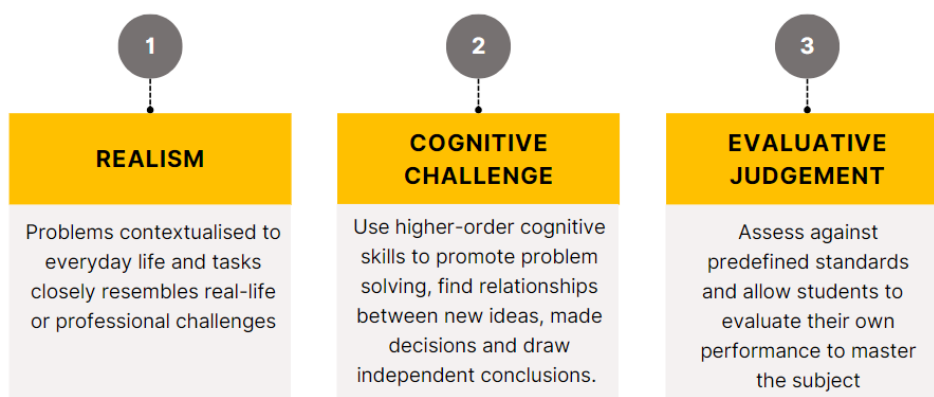 1
REALISM
Problems contextualised to
everyday life and tasks
closely resembles real-life
or professional challenges
2
COGNITIVE
CHALLENGE
Use higher-order cognitive
skills to promote problem
solving, find relationships
between new ideas, made
decisions and draw
independent conclusions.
3
EVALUATIVE
JUDGEMENT
Assess against
predefined standards
and allow students to
evaluate their own
performance to master
the subject